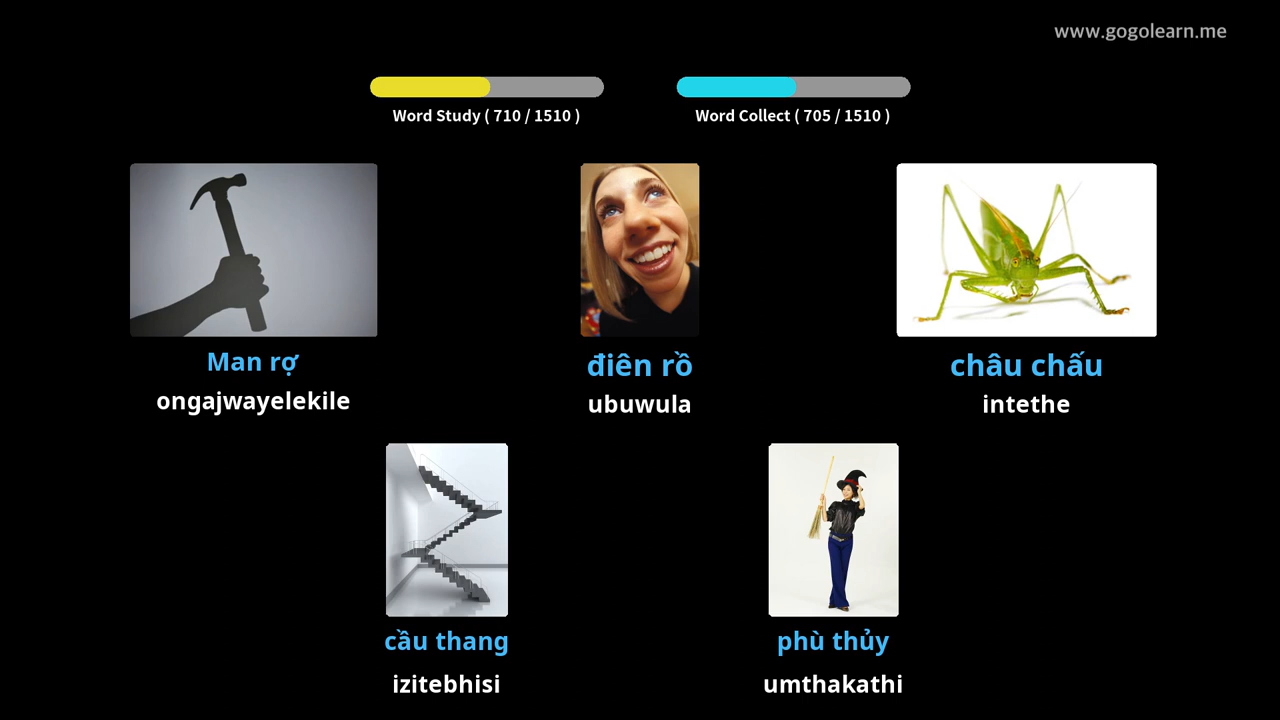 www.gogolearn.me
Word Study ( 710 / 1510 )
Word Collect ( 705 / 1510 )
Man rợ
ongajwayelekile
điên rồ
ubuwula
châu chấu
intethe
cầu thang
izitebhisi
phù thủy
umthakathi